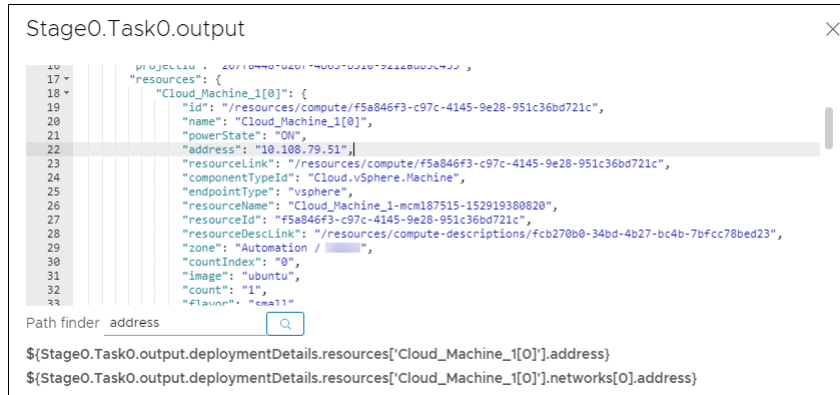 Stage0.Task0.output
17 "resources": {
18 "Cloud_Machine_1[0]": {
19 "id": "/resources/compute/f5a846f3-c97c-4145-9e28-951c36bd721c",
20 "name": "Cloud_Machine_1[0]",
21 "powerState": "ON",
22 "address": "10.108.79.51",
23 "resourceLink": "/resources/compute/f5a846f3-c97c-4145-9e28-951c36bd721c",
24 "componentTypeId": "Cloud.vSphere.Machine",
25 "endpointType": "vsphere",
26 "resourceName": "Cloud_Machine_1-mcm187515-152919380820",
27 "resourceId": "f5a846f3-c97c-4145-9e28-951c36bd721c",
28 "resourceDescLink": "/resources/compute-descriptions/fcb270b0-34bd-4b27-bc4b-7bfcc78bed23",
29 "zone": "Automation / ",
30 "countIndex": "0",
31 "image": "ubuntu",
32 "count": "1",
33 "flavor": "small"
Path finder address
${Stage0.Task0.output.deploymentDetails.resources['Cloud_Machine_1[0]'].address}
${Stage0.Task0.output.deploymentDetails.resources['Cloud_Machine_1[0]'].networks[0].address}